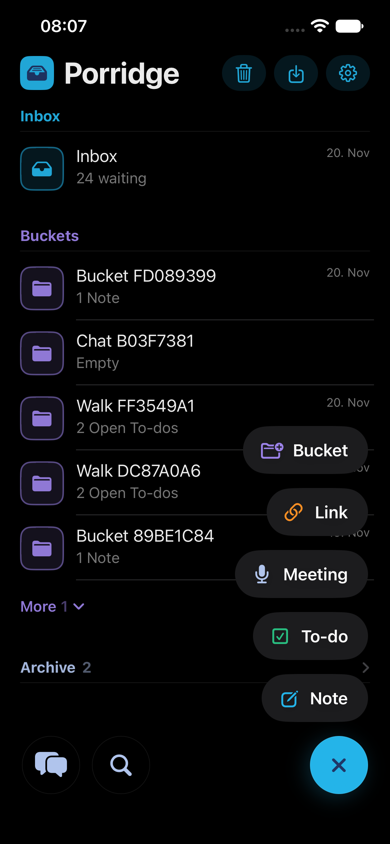 08:07
Porridge
Inbox
Inbox
20. Nov
24 waiting
Buckets
Bucket FD089399
20. Nov
1 Note
Chat B03F7381
Empty
Walk FF3549A1
20. Nov
2 Open To-dos
Bucket
Walk DC87A0A6
2 Open To-dos
Link
Bucket 89BE1C84
1 Note
Meeting
More 1
To-do
Archive 2
Note